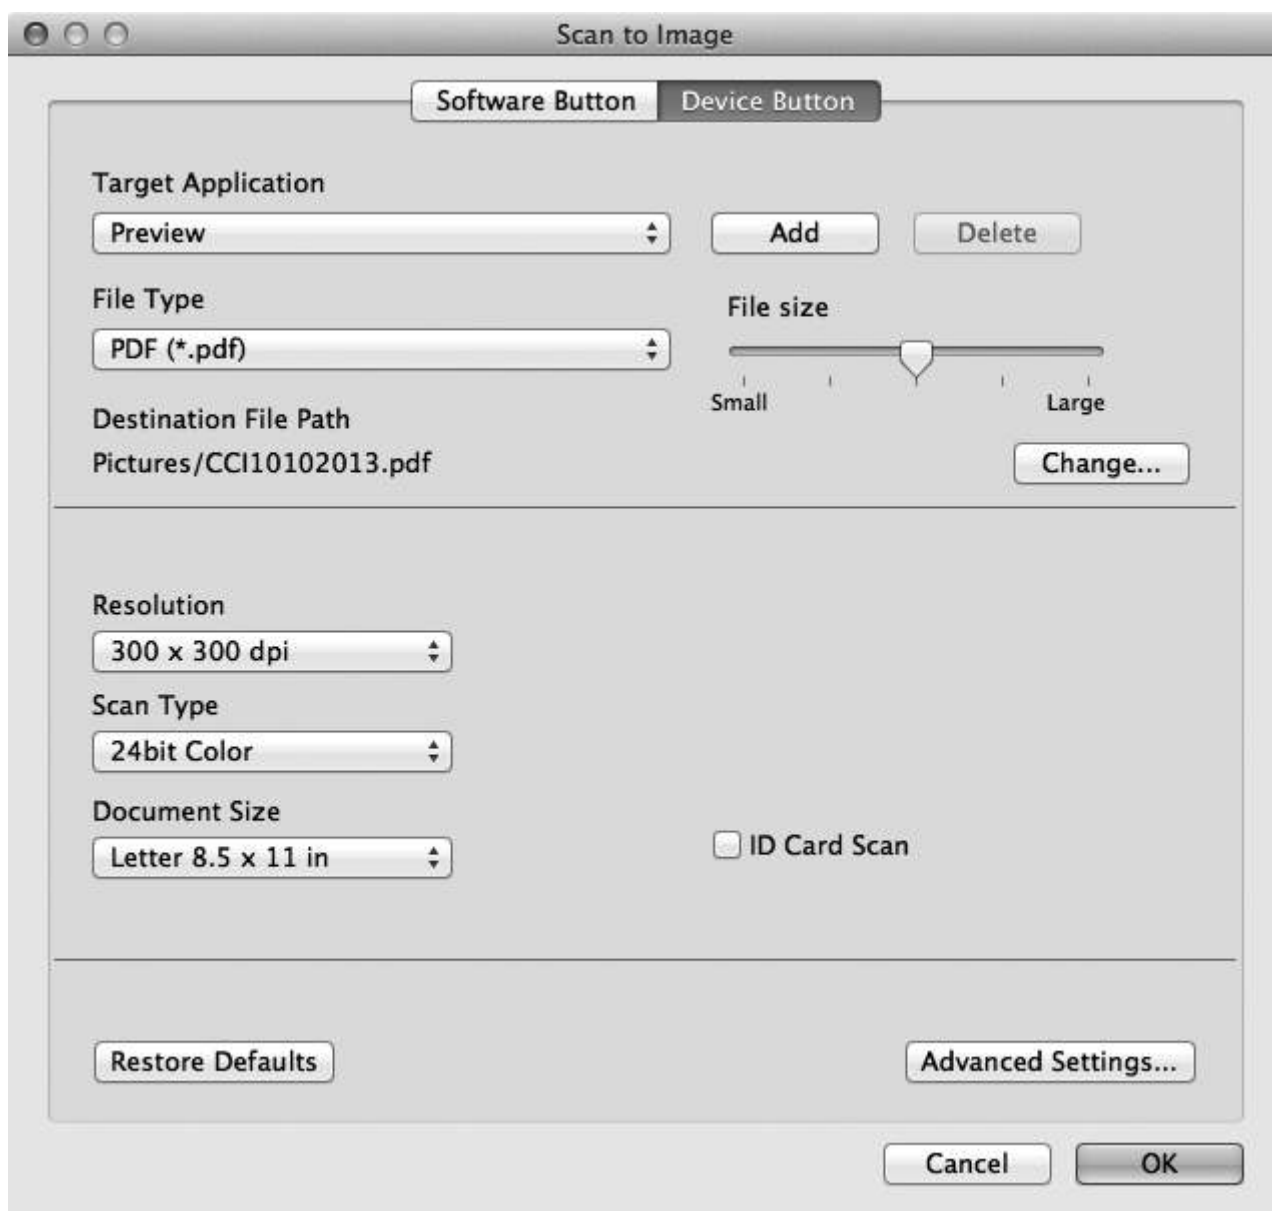 Scan to Image
Software Button
Device Button
Target Application
Preview
Add
Delete
File Type
File size
PDF (*.pdf)
Small
Large
Destination File Path
Pictures/CCI10102013.pdf
Change...
Resolution
300 x 300 dpi
Scan Type
24bit Color
Document Size
Letter 8.5 x 11 in
ID Card Scan
Restore Defaults
Advanced Settings...
Cancel
OK